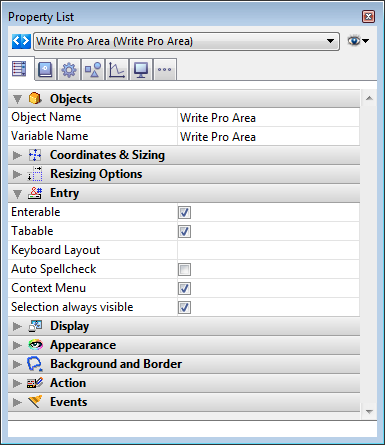 Property List
Write Pro Area (Write Pro Area)
Objects
Object Name Write Pro Area
Variable Name Write Pro Area
Coordinates & Sizing
Resizing Options
Entry
Enterable
Tabable
Keyboard Layout
Auto Spellcheck
Context Menu
Selection always visible
Display
Appearance
Background and Border
Action
Events